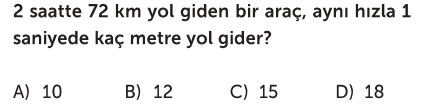 2 saatte 72 km yol giden bir araç, aynı hızla 1
saniyede kaç metre yol gider?
A) 10 B) 12 C) 15 D) 18